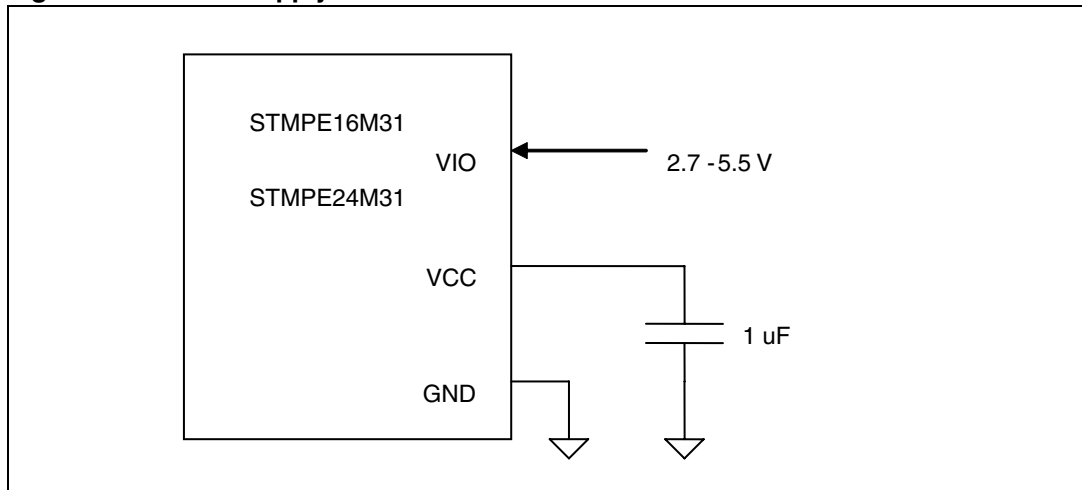 STMPE16M31
VIO
2.7 -5.5 V
STMPE24M31
VCC
1 uF
GND